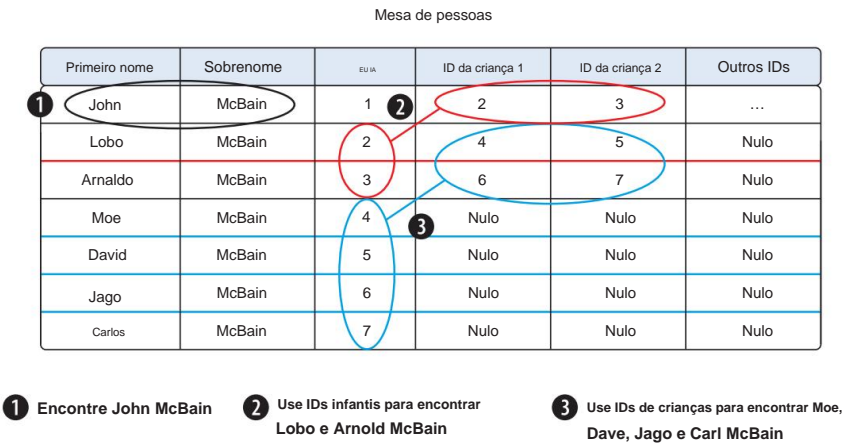 Mesa de pessoas
Primeiro nome Sobrenome EU IA ID da criança 1 ID da criança 2 Outros IDs
1 John McBain 1 2 2 3 ...
Lobo McBain 2 4 5 Nulo
Arnaldo McBain 3 6 7 Nulo
Moe McBain 4 3 Nulo Nulo Nulo
David McBain 5 Nulo Nulo Nulo
Jago McBain 6 Nulo Nulo Nulo
Carlos McBain 7 Nulo Nulo Nulo
1 Encontre John McBain
2 Use IDs infantis para encontrar
Lobo e Arnold McBain
3 Use IDs de crianças para encontrar Moe,
Dave, Jago e Carl McBain